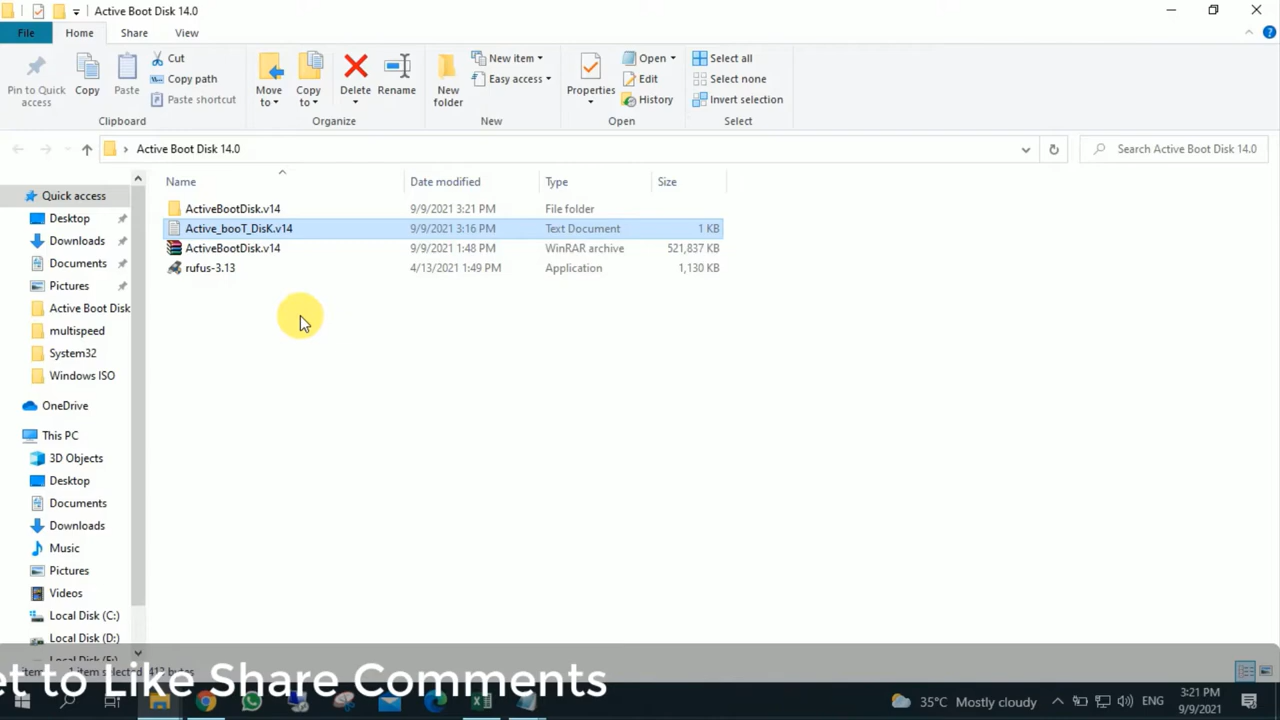 Active Boot Disk 14.0
File Home Share View
Pin to Quick access
Copy
Paste
Cut
Copy path
Paste shortcut
Clipboard
Move to
Copy to
Delete
Rename
Organize
New folder
New item
Easy access
New
Properties
Open
Edit
History
Open
Select all
Select none
Invert selection
Select
Active Boot Disk 14.0
Search Active Boot Disk 14.0
Name Date modified Type Size
ActiveBootDisk.v14 9/9/2021 3:21 PM File folder
Active_booT_DisK.v14 9/9/2021 3:16 PM Text Document 1 KB
ActiveBootDisk.v14 9/9/2021 1:48 PM WinRAR archive 521,837 KB
rufus-3.13 4/13/2021 1:49 PM Application 1,130 KB
Quick access
Desktop
Downloads
Documents
Pictures
Active Boot Disk
multispeed
System32
Windows ISO
OneDrive
This PC
3D Objects
Desktop
Documents
Downloads
Music
Pictures
Videos
Local Disk (C:)
Local Disk (D:)
et to Like Share Comments
35°C Mostly cloudy
ENG
3:21 PM
9/9/2021